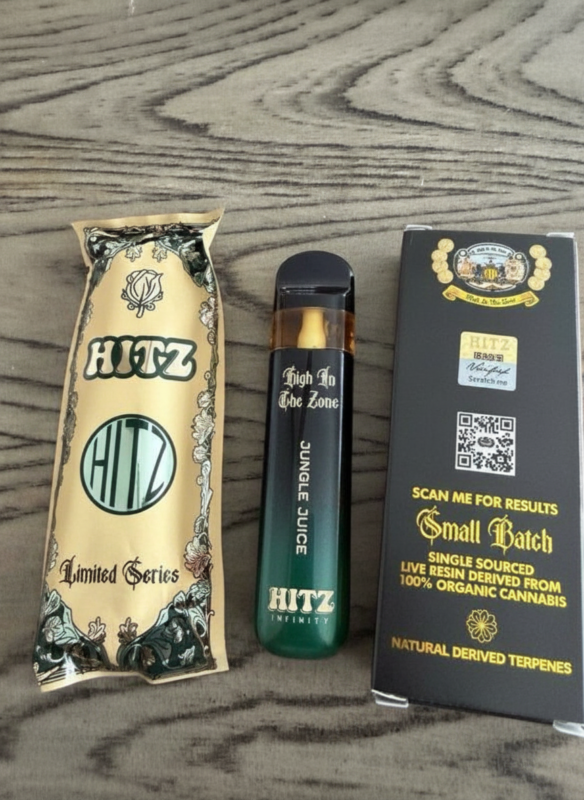 HITZ
HITZ
Limited Series
High In
The Zone
JUNGLE JUICE
HITZ
INFINITY
HITZ
Scratch me
SCAN ME FOR RESULTS
Small Batch
SINGLE SOURCED
LIVE RESIN DERIVED FROM
100% ORGANIC CANNABIS
NATURAL DERIVED TERPENES